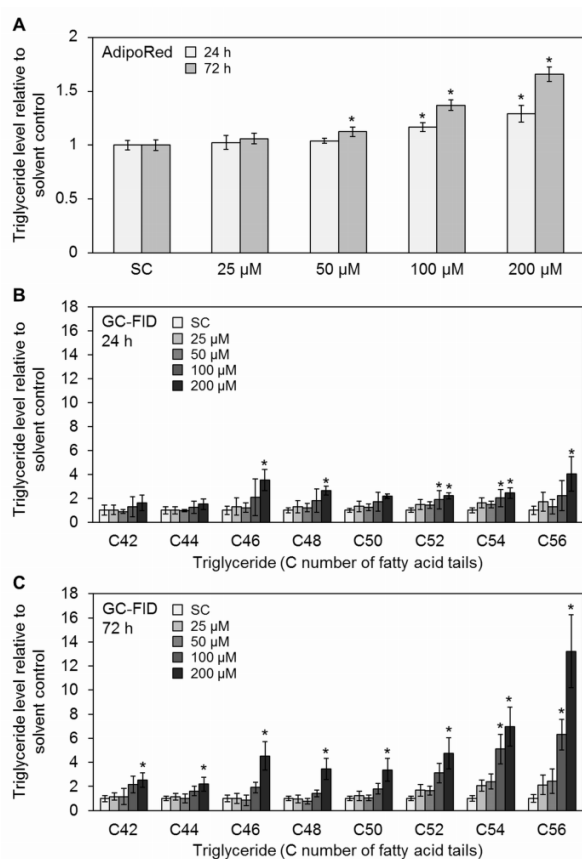 A
AdipoRed
24 h
72 h
Triglyceride level relative to
solvent control
2
1.5
1
0.5
0
* * * * *
SC 25 µM 50 µM 100 µM 200 µM
B
GC-FID
24 h
SC
25 µM
50 µM
100 µM
200 µM
Triglyceride level relative to
solvent control
18
16
14
12
10
8
6
4
2
0
* * * * * * *
C42 C44 C46 C48 C50 C52 C54 C56
Triglyceride (C number of fatty acid tails)
C
GC-FID
72 h
SC
25 µM
50 µM
100 µM
200 µM
Triglyceride level relative to
solvent control
18
16
14
12
10
8
6
4
2
0
* * * * * * * * * *
C42 C44 C46 C48 C50 C52 C54 C56
Triglyceride (C number of fatty acid tails)